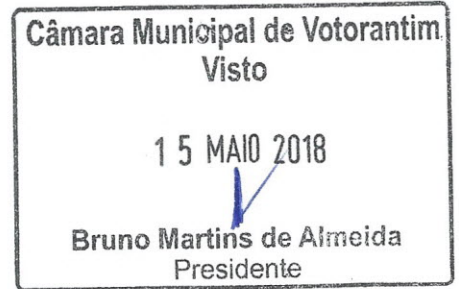 Câmara Municipal de Votorantim
Visto
15 MAIO 2018
Bruno Martins de Almeida
Presidente